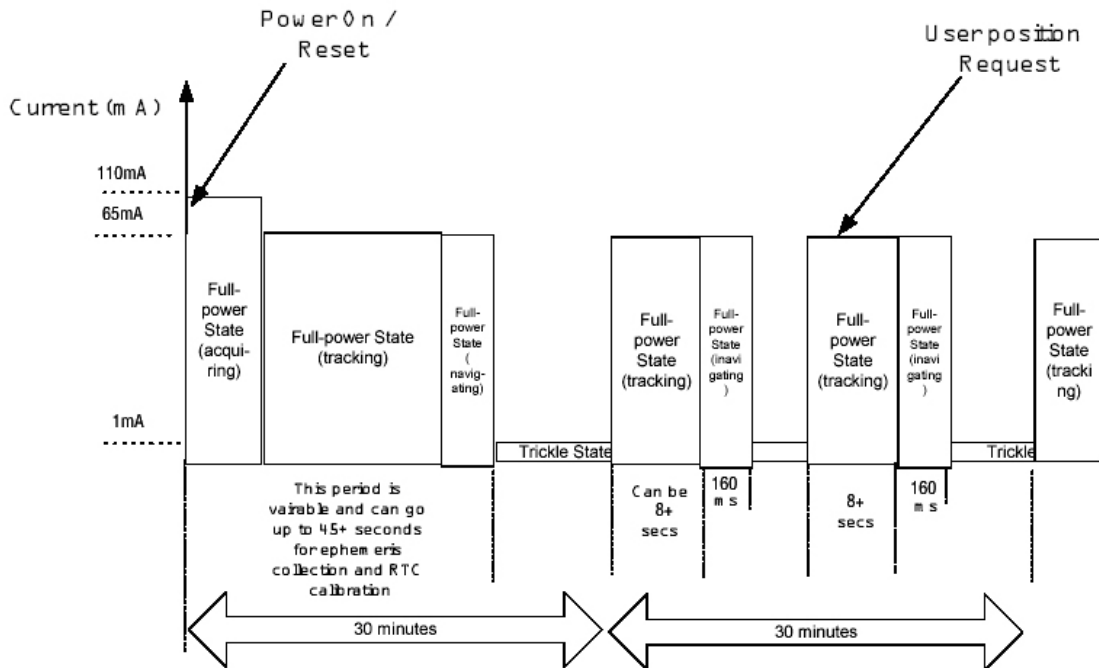 Power On /
Reset
User position
Request
Current (mA)
110mA
65mA
1mA
Full-
power
State
(acqui-
ring)
Full-power State
(tracking)
Full-
power
State
(
navig-
ating)
Trickle State
Full-
power
State
(tracking)
Full-
power
State
(inavi
gating
)
Full-
power
State
(tracking)
Full-
power
State
(inavi
gating
)
Trickle
Full-
power
State
(tracki
ng)
This period is
vairable and can go
up to 45+ seconds
for ephemeris
collection and RTC
calibration
Can be
8+
secs
160
ms
8+
secs
160
ms
30 minutes
30 minutes